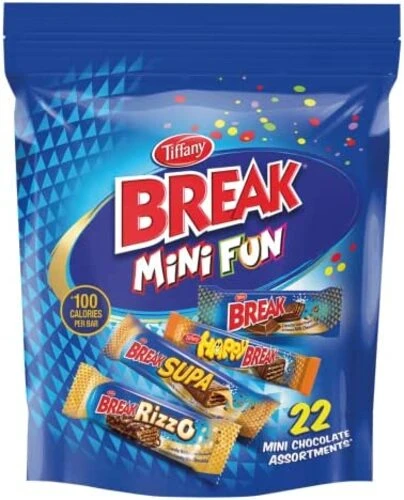 Tiffany
BREAK
MiNi FUN
*100
CALORIES
PER BAR
BREAK
HAPPY
BREAK
BREAK
SUPA
BREAK
RizzO
22
MINI CHOCOLATE
ASSORTMENTS*